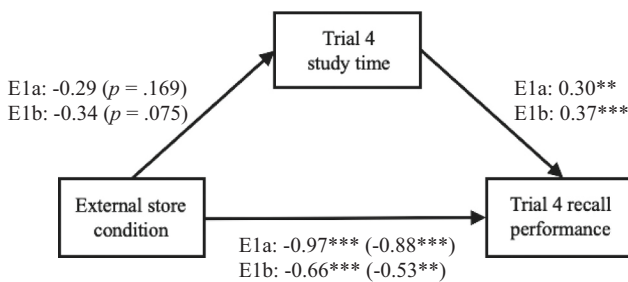 Trial 4
study time
E1a: -0.29 (p = .169)
E1b: -0.34 (p = .075)
E1a: 0.30**
E1b: 0.37***
External store
condition
Trial 4 recall
performance
E1a: -0.97*** (-0.88***)
E1b: -0.66*** (-0.53**)